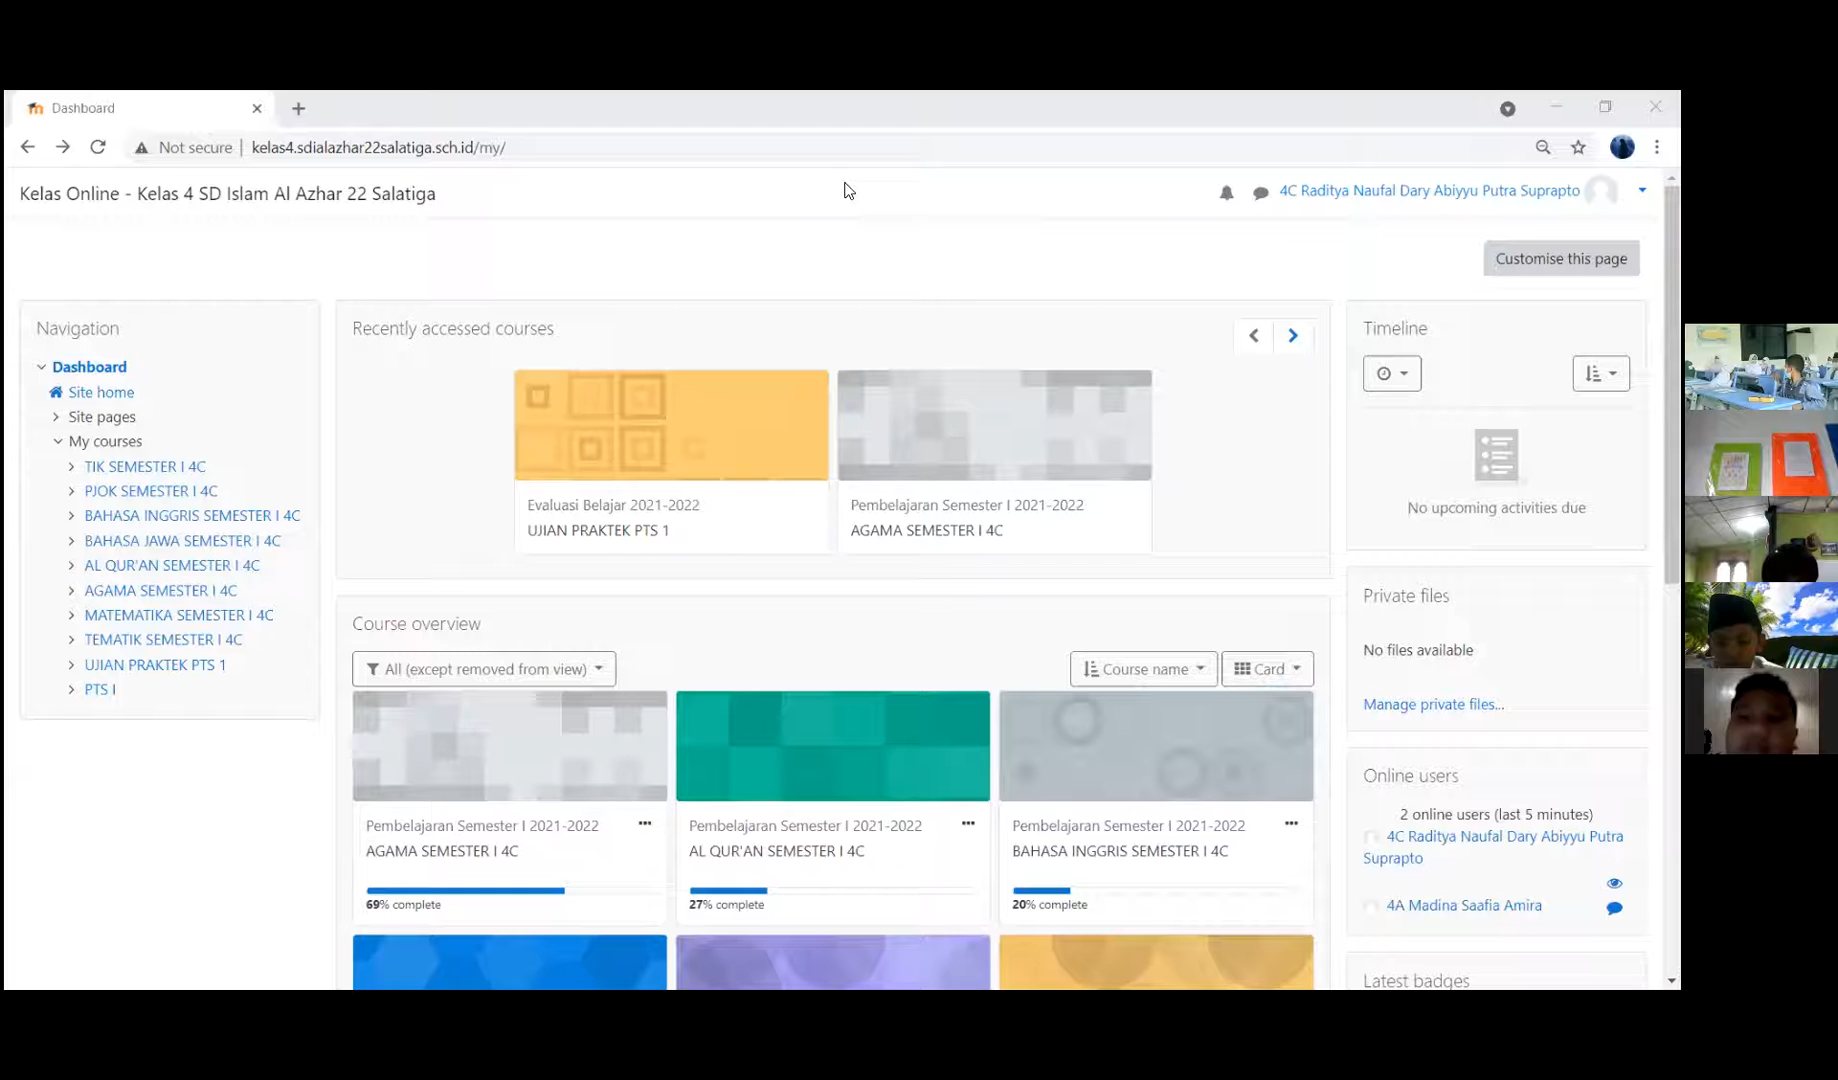 Dashboard
Not secure
kelas4.sdialazhar22salatiga.sch.id/my/
Kelas Online - Kelas 4 SD Islam Al Azhar 22 Salatiga
4C Raditya Naufal Dary Abiyyu Putra Suprapto
Customise this page
Navigation
Dashboard
Site home
Site pages
My courses
TIK SEMESTER I 4C
PJOK SEMESTER I 4C
BAHASA INGGRIS SEMESTER I 4C
BAHASA JAWA SEMESTER I 4C
AL QUR'AN SEMESTER I 4C
AGAMA SEMESTER I 4C
MATEMATIKA SEMESTER I 4C
TEMATIK SEMESTER I 4C
UJIAN PRAKTEK PTS 1
PTS I
Recently accessed courses
Evaluasi Belajar 2021-2022
UJIAN PRAKTEK PTS 1
Pembelajaran Semester I 2021-2022
AGAMA SEMESTER I 4C
Course overview
All (except removed from view)
Course name
Card
Pembelajaran Semester I 2021-2022
AGAMA SEMESTER I 4C
69% complete
Pembelajaran Semester I 2021-2022
AL QUR'AN SEMESTER I 4C
27% complete
Pembelajaran Semester I 2021-2022
BAHASA INGGRIS SEMESTER I 4C
20% complete
Timeline
No upcoming activities due
Private files
No files available
Manage private files...
Online users
2 online users (last 5 minutes)
4C Raditya Naufal Dary Abiyyu Putra
Suprapto
4A Madina Saafia Amira
Latest badges